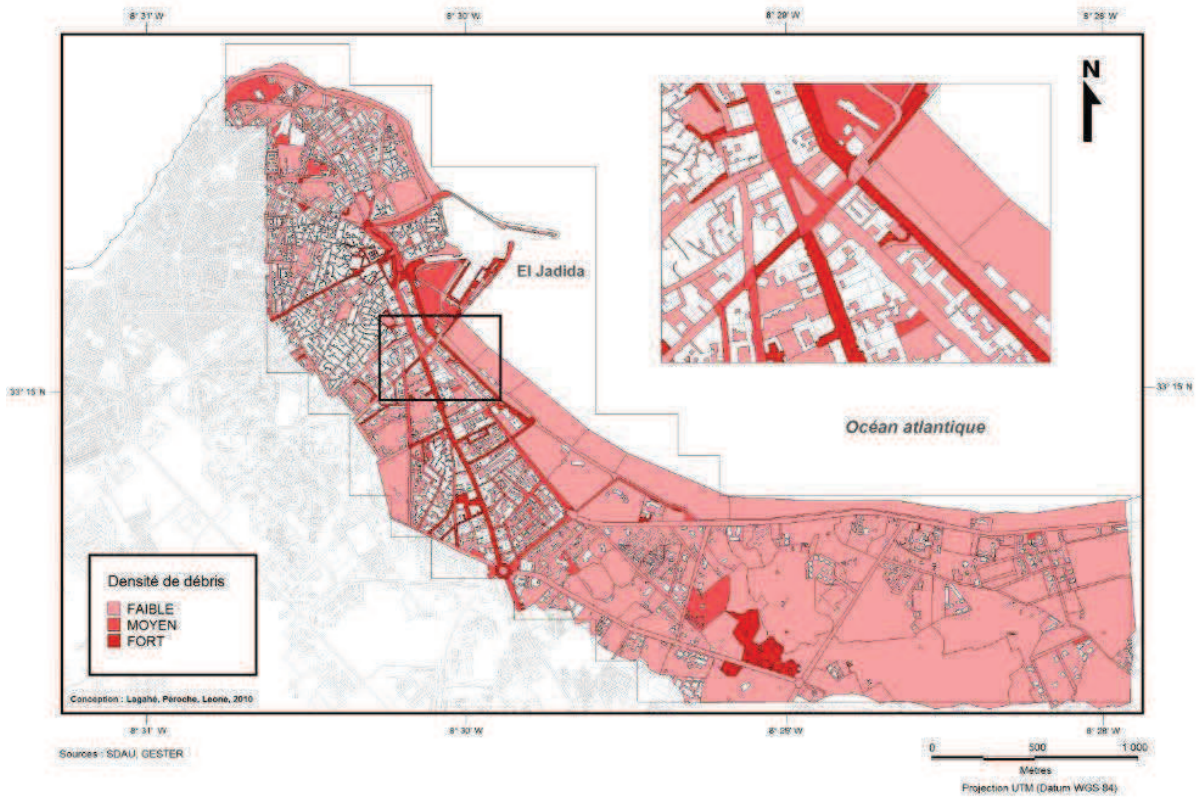 8° 31' W 8° 30' W 8° 29' W 8° 28' W
N
El Jadida
33° 15' N 33° 15' N
Océan atlantique
Densité de débris
FAIBLE
MOYEN
FORT
Conception : Lagahé, Péroche, Leone, 2010
8° 31' W 8° 30' W 8° 29' W 8° 28' W
Sources : SDAU, GESTER
0 500 1 000
Mètres
Projection UTM (Datum WGS 84)